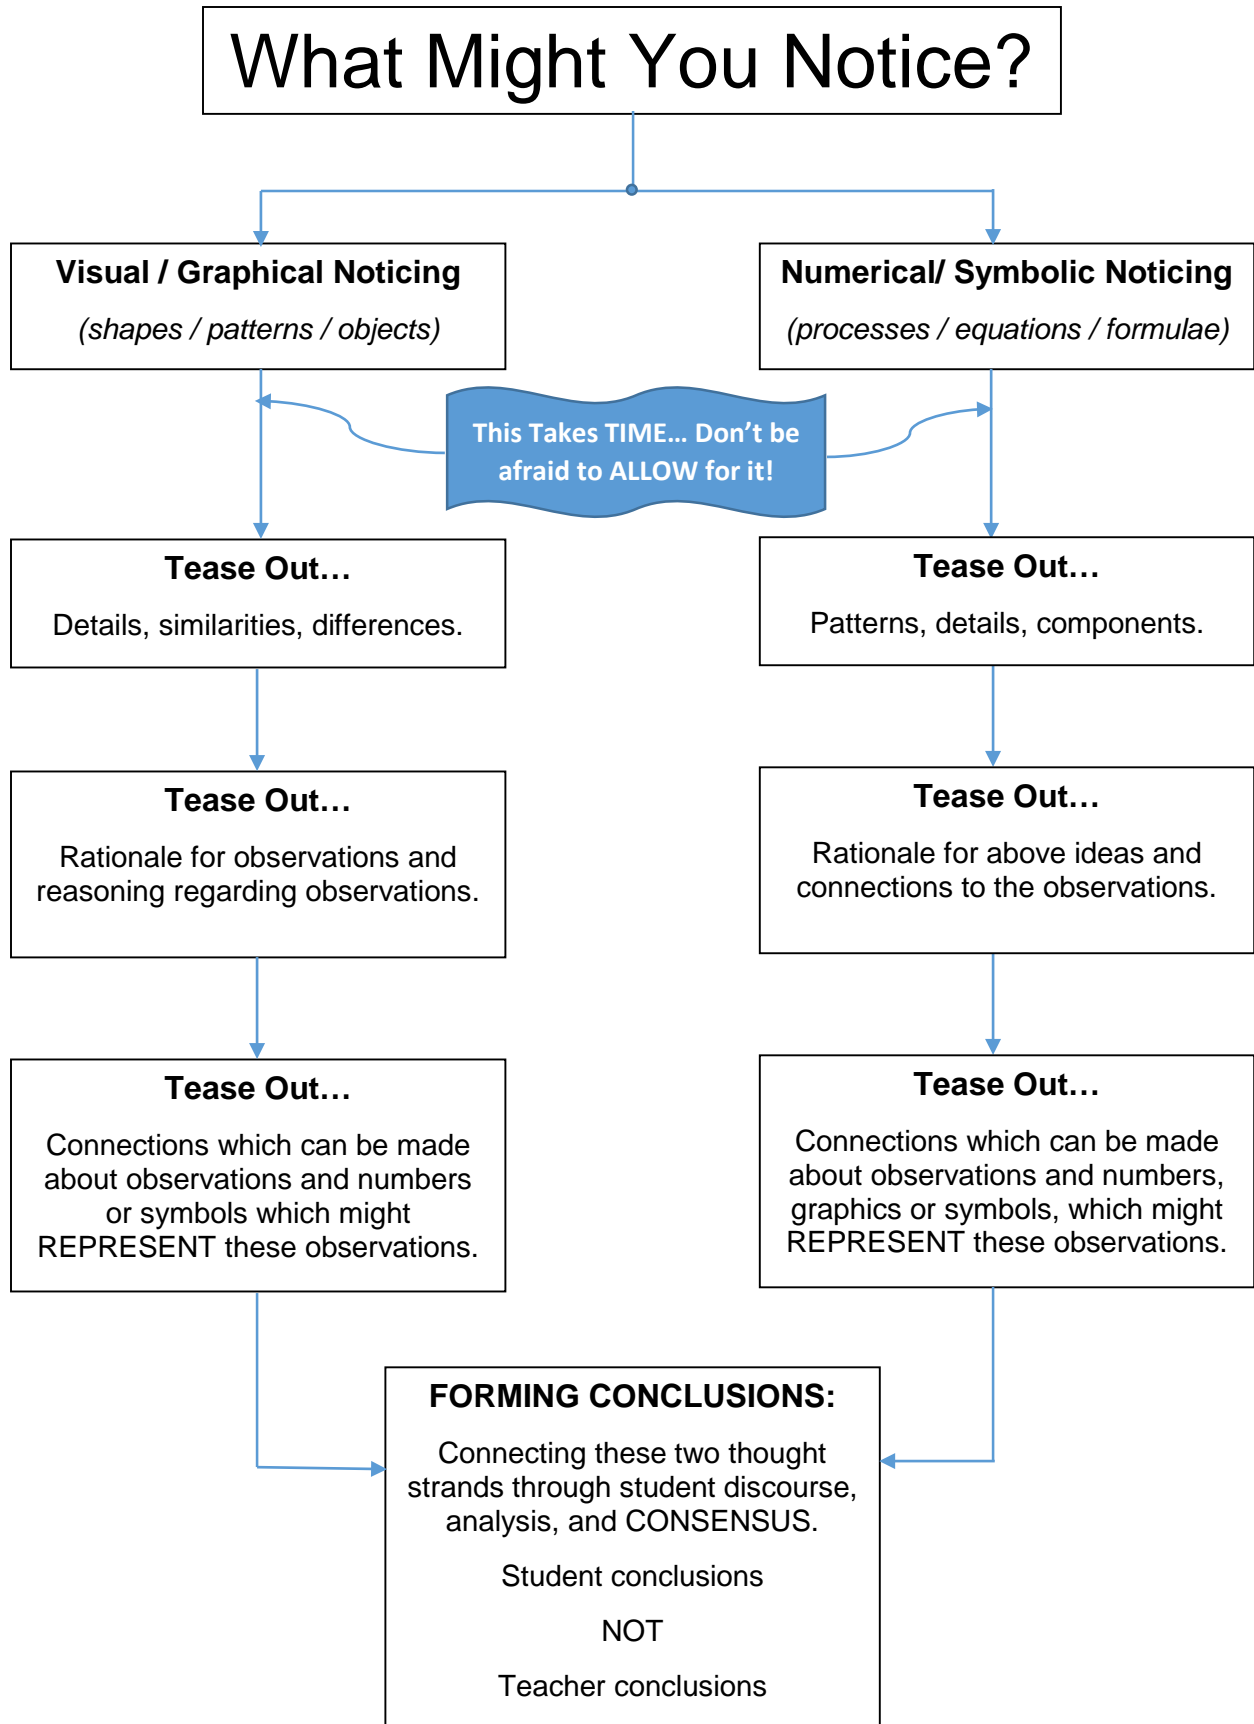 What Might You Notice?
Visual / Graphical Noticing
(shapes / patterns / objects)
Numerical/ Symbolic Noticing
(processes / equations / formulae)
This Takes TIME... Don’t be
afraid to ALLOW for it!
Tease Out…
Details, similarities, differences.
Tease Out…
Patterns, details, components.
Tease Out…
Rationale for observations and
reasoning regarding observations.
Tease Out…
Rationale for above ideas and
connections to the observations.
Tease Out…
Connections which can be made
about observations and numbers
or symbols which might
REPRESENT these observations.
Tease Out…
Connections which can be made
about observations and numbers,
graphics or symbols, which might
REPRESENT these observations.
FORMING CONCLUSIONS:
Connecting these two thought
strands through student discourse,
analysis, and CONSENSUS.
Student conclusions
NOT
Teacher conclusions